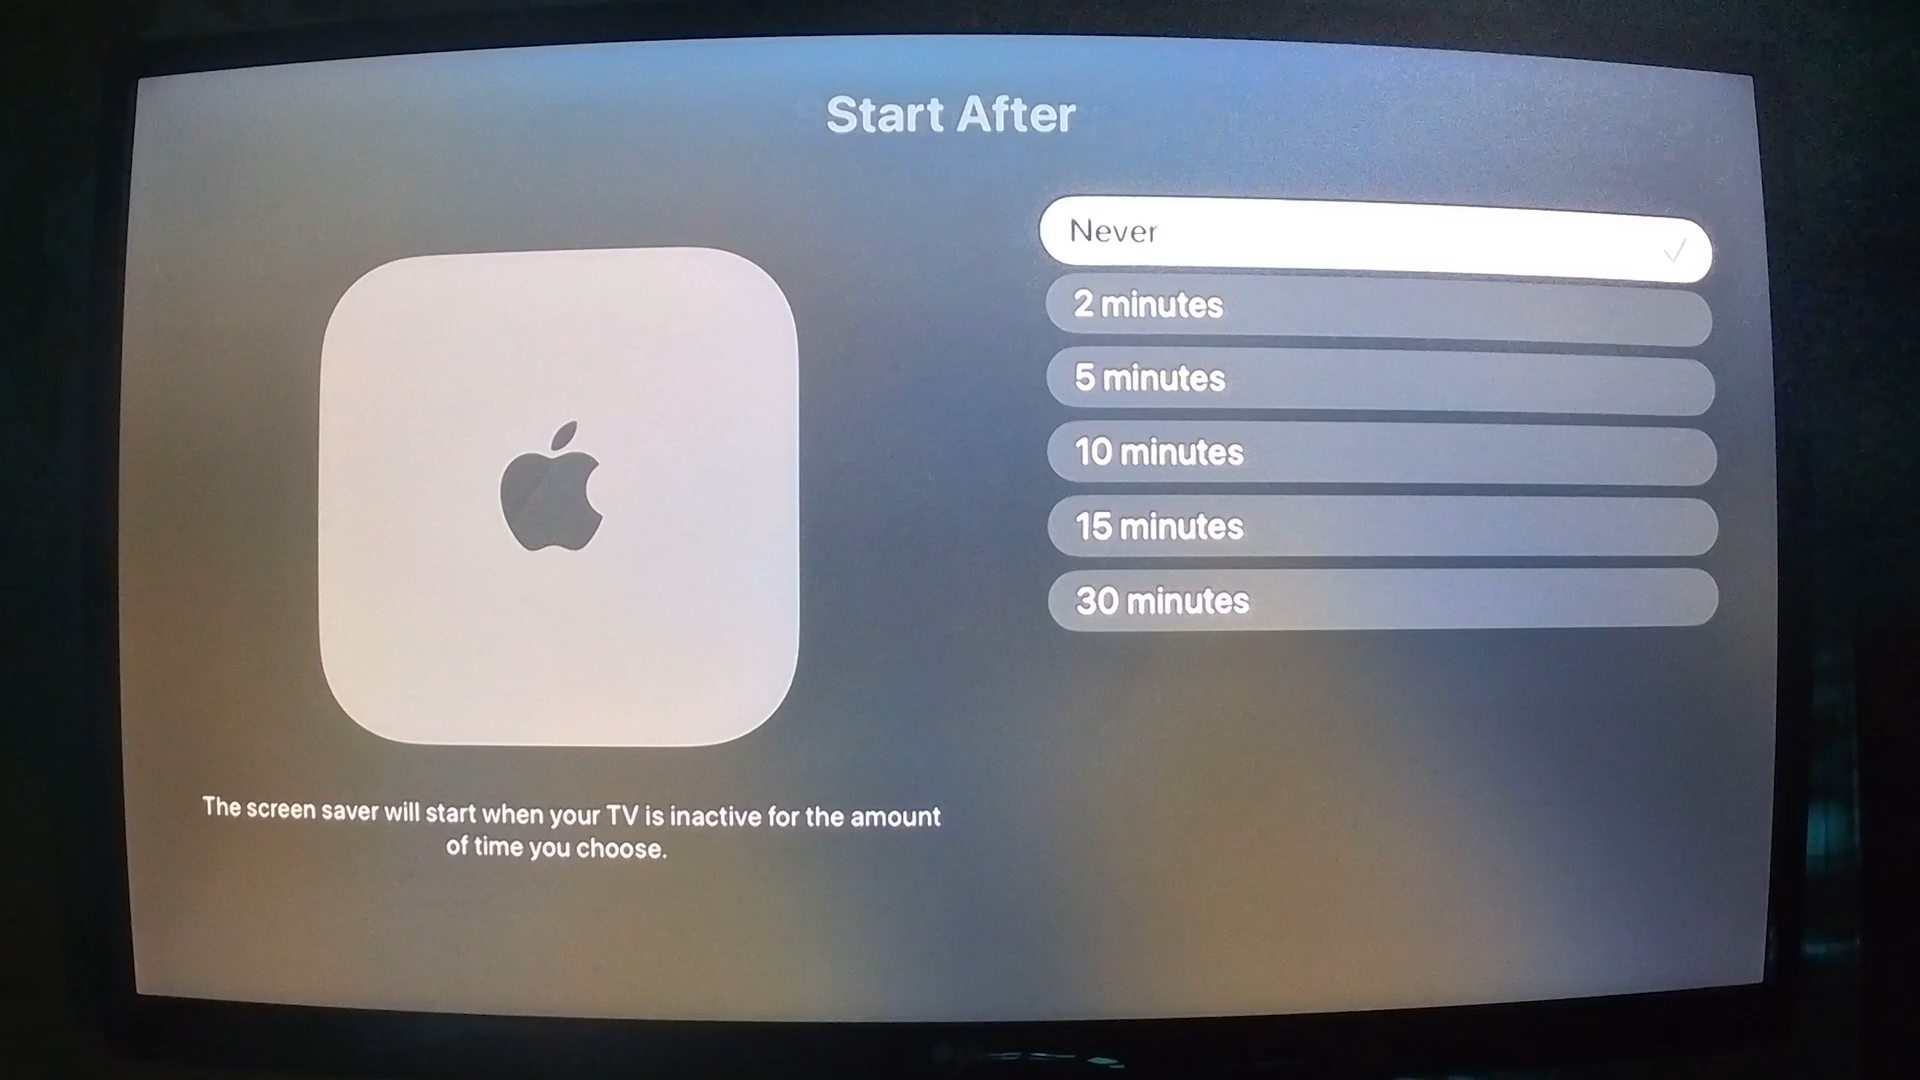 Start After
Never
2 minutes
5 minutes
10 minutes
15 minutes
30 minutes
The screen saver will start when your TV is inactive for the amount
of time you choose.